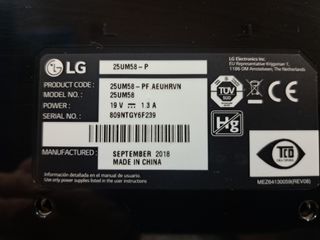 LG
25UM58 - P
LG Electronics Inc.
EU Representative Krijgsman 1,
1186 DM Amstelveen, The Netherlands
PRODUCT CODE : 25UM58 - PF.AEUHRVN
MODEL NO. : 25UM58
POWER : 19 V ⎓ 1.3 A
SERIAL NO. : 809NTGY6F239
TÜV
SÜD
CE
Hg
MANUFACTURED : SEPTEMBER 2018
MADE IN CHINA
Información detallada en el manual de usuario.
Use only power supplies listed in the user instructions.
TCO
MEZ64130059(REV08)